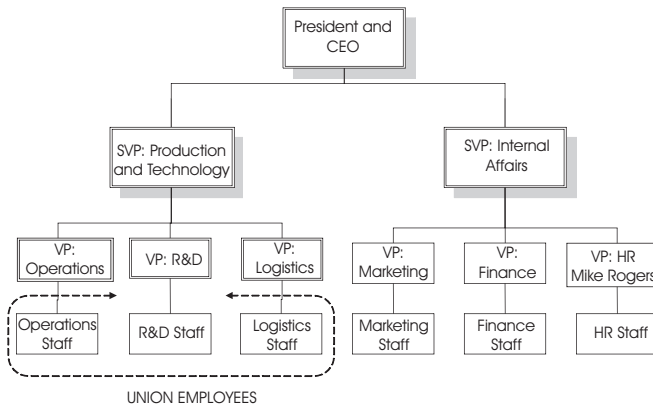 President and
CEO
SVP: Production
and Technology
SVP: Internal
Affairs
VP:
Operations
VP: R&D
VP:
Logistics
VP:
Marketing
VP:
Finance
VP: HR
Mike Rogers
Operations
Staff
R&D Staff
Logistics
Staff
Marketing
Staff
Finance
Staff
HR Staff
UNION EMPLOYEES